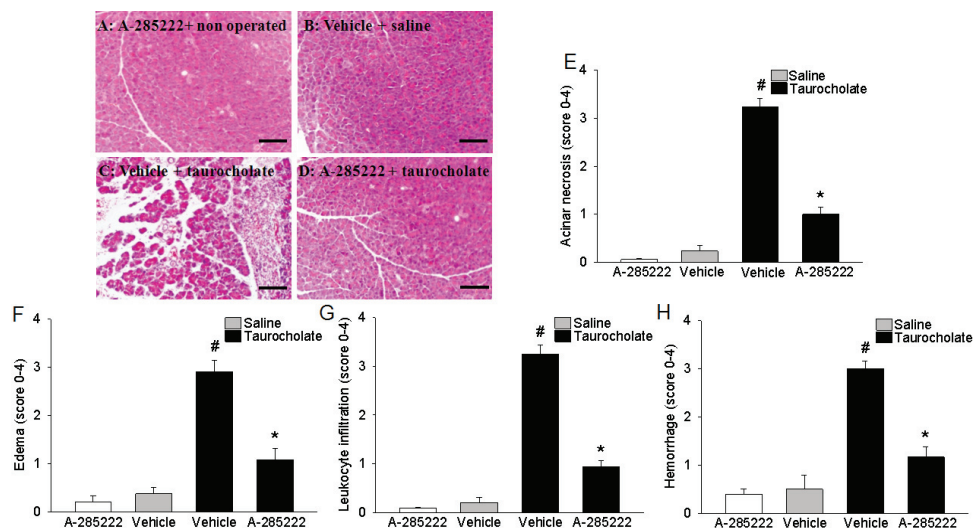 A: A-285222+ non operated
B: Vehicle + saline
C: Vehicle + taurocholate
D: A-285222 + taurocholate
E
Saline
Taurocholate
Acinar necrosis (score 0-4)
4
3
2
1
0
#
*
A-285222 Vehicle Vehicle A-285222
F
Saline
Taurocholate
Edema (score 0-4)
4
3
2
1
0
#
*
A-285222 Vehicle Vehicle A-285222
G
Saline
Taurocholate
Leukocyte infiltration (score 0-4)
4
3
2
1
0
#
*
A-285222 Vehicle Vehicle A-285222
H
Saline
Taurocholate
Hemorrhage (score 0-4)
4
3
2
1
0
#
*
A-285222 Vehicle Vehicle A-285222